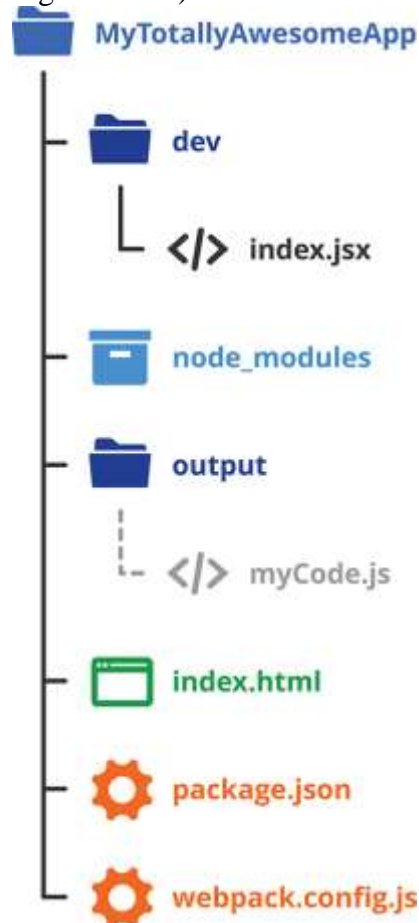 MyTotallyAwesomeApp
dev
</> index.jsx
node_modules
output
</> myCode.js
index.html
package.json
webpack.config.js